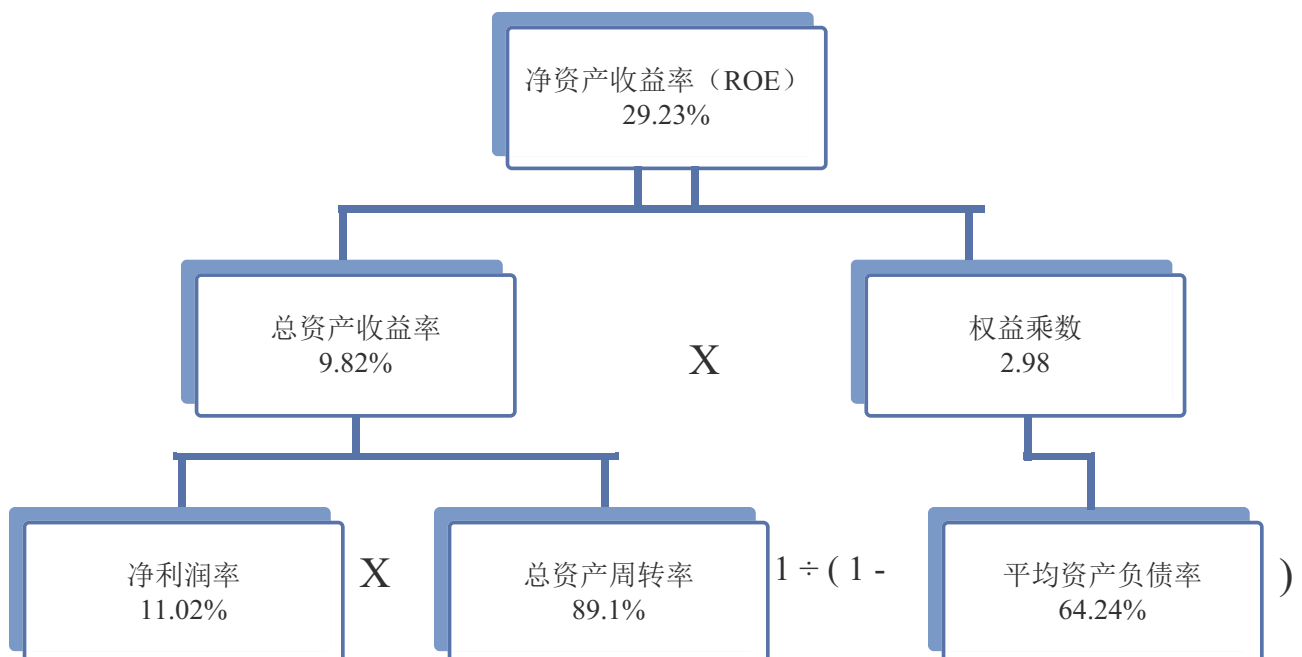 净资产收益率（ROE）
29.23%
总资产收益率
9.82%
X
权益乘数
2.98
净利润率
11.02%
X
总资产周转率
89.1%
1 ÷ ( 1 -
平均资产负债率
64.24%
)